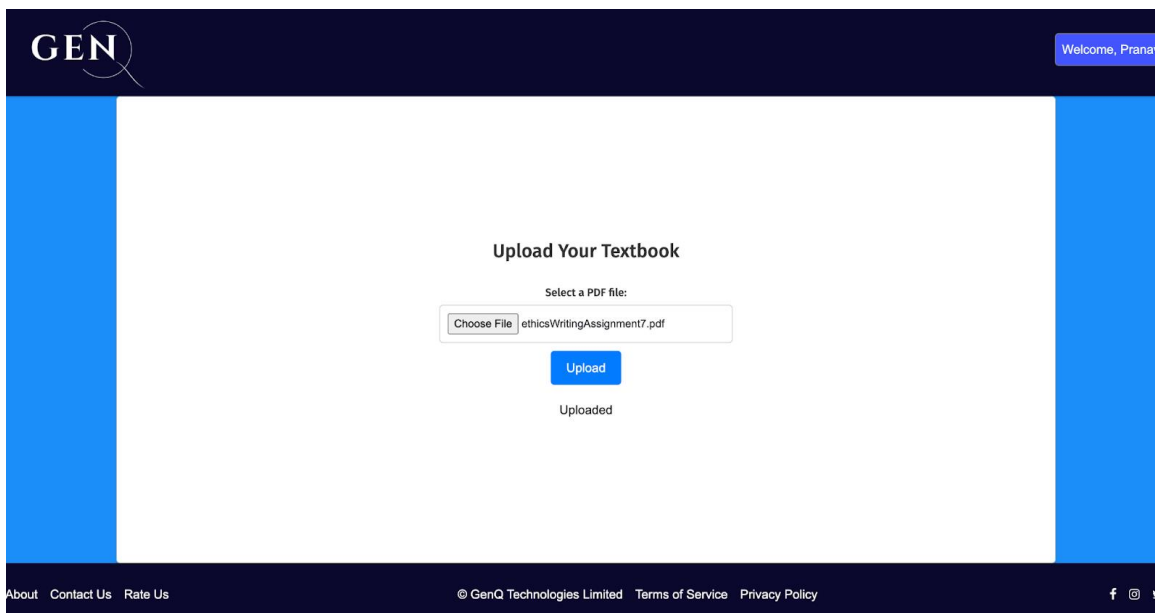 GENQ
Welcome, Prana
Upload Your Textbook
Select a PDF file:
Choose File ethicsWritingAssignment7.pdf
Upload
Uploaded
About Contact Us Rate Us © GenQ Technologies Limited Terms of Service Privacy Policy